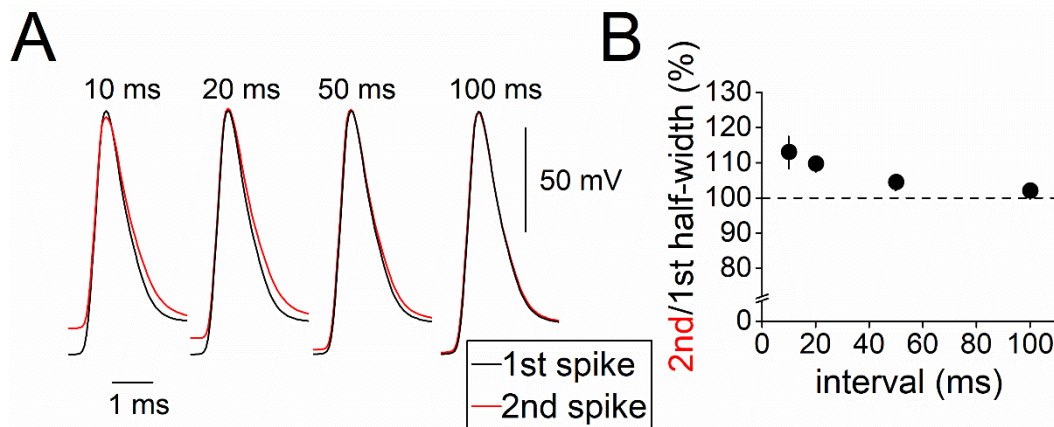 A
10 ms 20 ms 50 ms 100 ms
50 mV
1 ms
1st spike
2nd spike
B
2nd/1st half-width (%)
130
120
110
100
90
80
0
0 20 40 60 80 100
interval (ms)